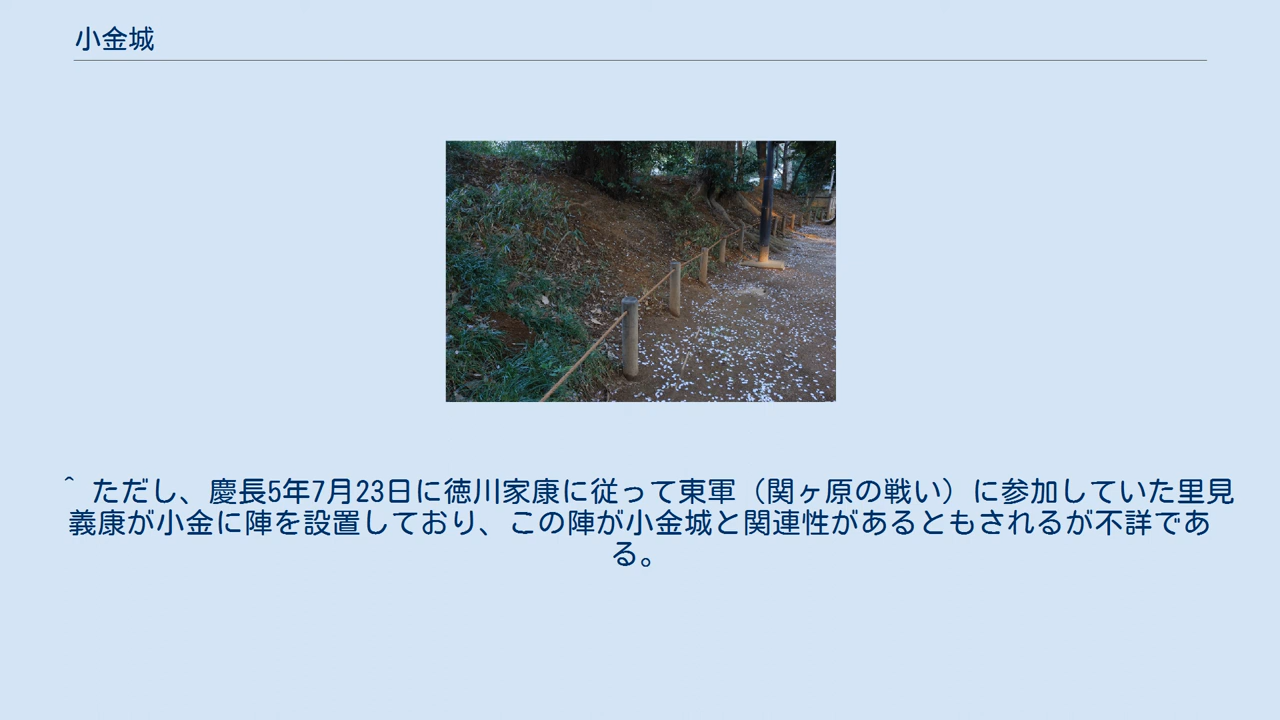 小金城
^ ただし、慶長5年7月23日に徳川家康に従って東軍（関ヶ原の戦い）に参加していた里見
義康が小金に陣を設置しており、この陣が小金城と関連性があるともされるが不詳であ
る。